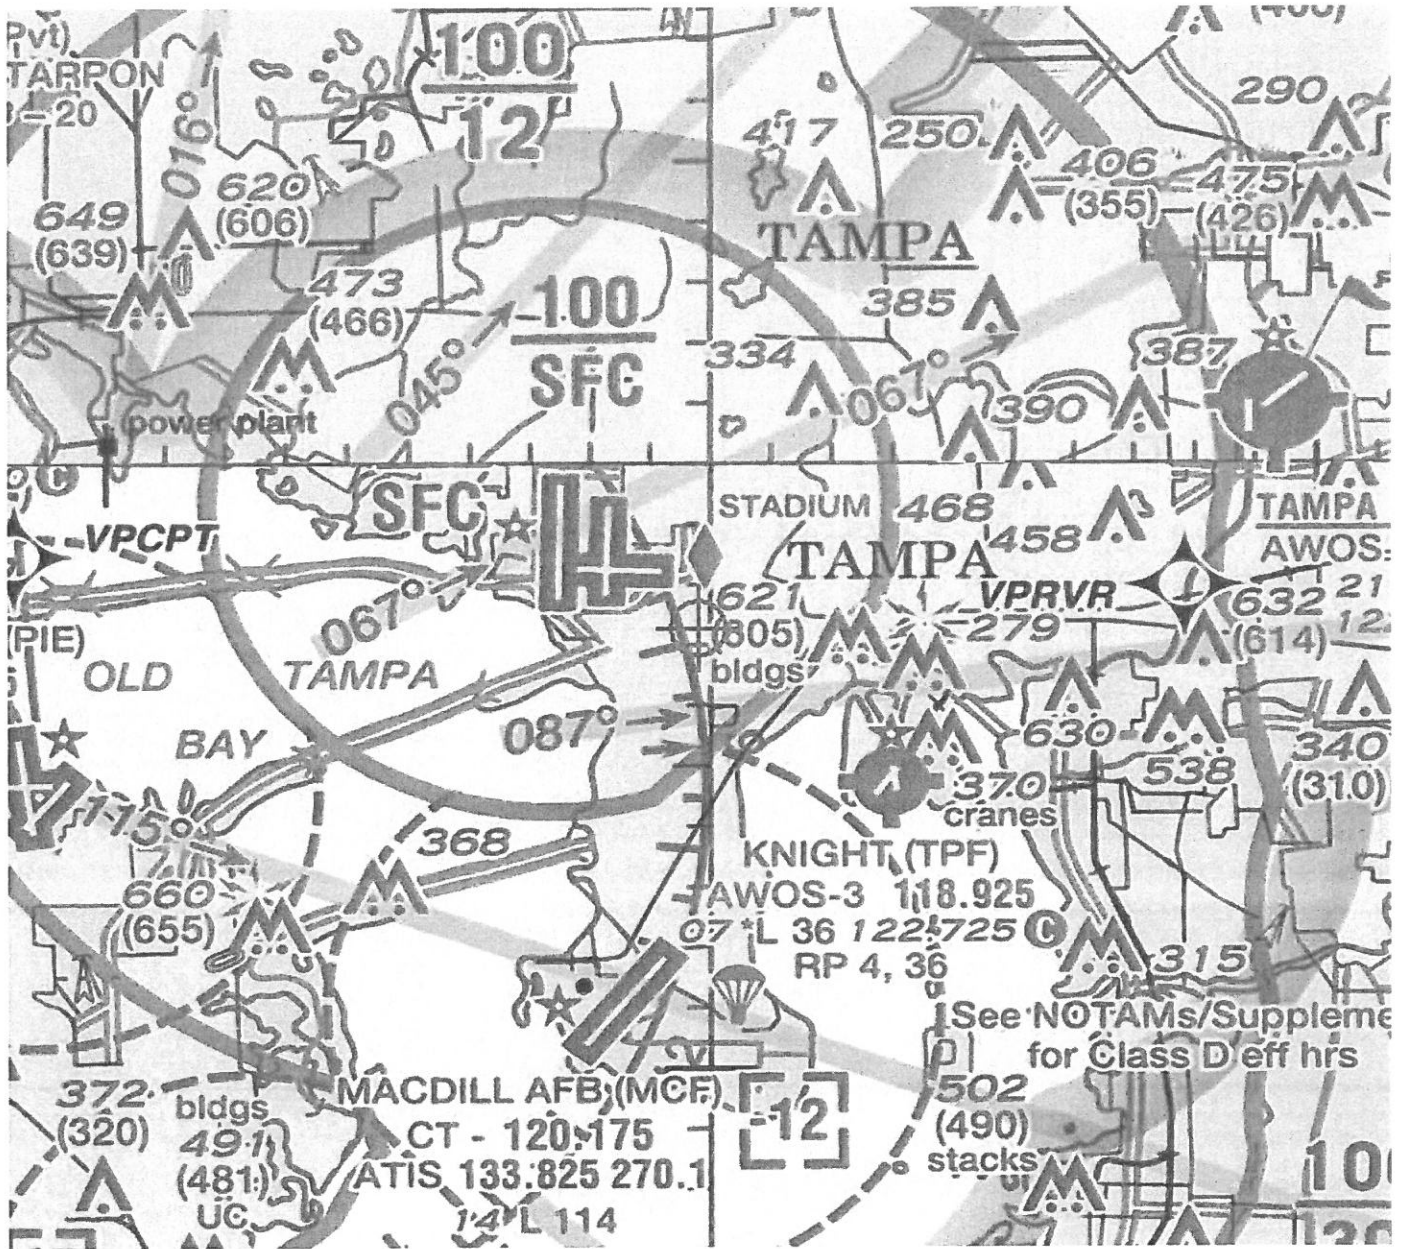 Pvt)
TARPON
– 20
016°
100
12
620
(606)
649
(639)
473
(466)
045°
100
SFC
power plant
417
250
290
406
(355)
475
(426)
TAMPA
385
334
067°
387
390
C
VPCPT
SFC
067°
(PIE)
OLD TAMPA
BAY
087°
115°
STADIUM
468
458
TAMPA
TAMPA
AWOS-
21
VPRVR
621
(605)
bldgs
279
632
(614)
630
538
340
(310)
370
cranes
368
660
(655)
KNIGHT (TPF)
AWOS-3 118.925
07 *L 36 122.725 C
RP 4, 36
315
See NOTAMs/Suppleme
for Class D eff hrs
372
(320)
bldgs
491
(481)
UC
MACDILL AFB (MCF)
CT - 120.175
ATIS 133.825 270.1
14 L 114
-12
502
(490)
stacks